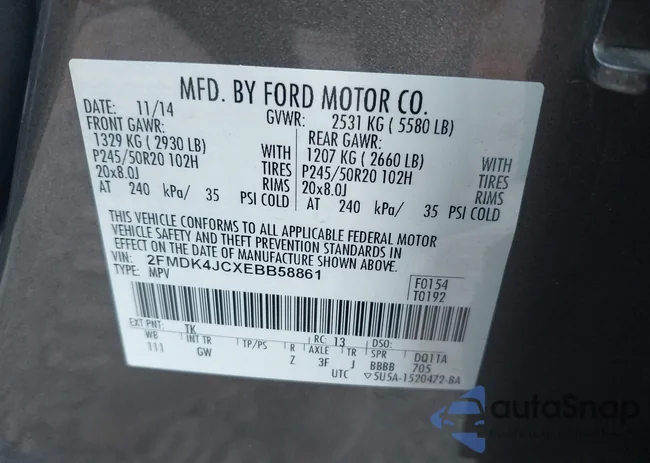 MFD. BY FORD MOTOR CO.
DATE: 11/14 GVWR: 2531 KG ( 5580 LB)
FRONT GAWR: REAR GAWR:
1329 KG ( 2930 LB) WITH 1207 KG ( 2660 LB) WITH
P245/50R20 102H TIRES P245/50R20 102H TIRES
20x8.0J RIMS 20x8.0J RIMS
AT 240 kPa/ 35 PSI COLD AT 240 kPa/ 35 PSI COLD
THIS VEHICLE CONFORMS TO ALL APPLICABLE FEDERAL MOTOR
VEHICLE SAFETY AND THEFT PREVENTION STANDARDS IN
EFFECT ON THE DATE OF MANUFACTURE SHOWN ABOVE.
VIN: 2FMDK4JCXEBB58861
TYPE: MPV
F0154
T0192
EXT PNT: TK RC: 13 DSO:
WB INT TR TP/PS R AXLE TR SPR DQ11A
111 GW Z 3F J BBBB 705
UTC 5U5A-1520472-BA
autoSnap